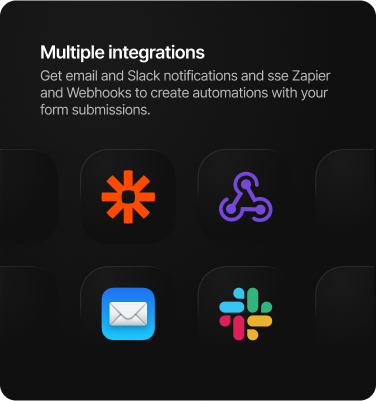 Multiple integrations
Get email and Slack notifications and sse Zapier
and Webhooks to create automations with your
form submissions.